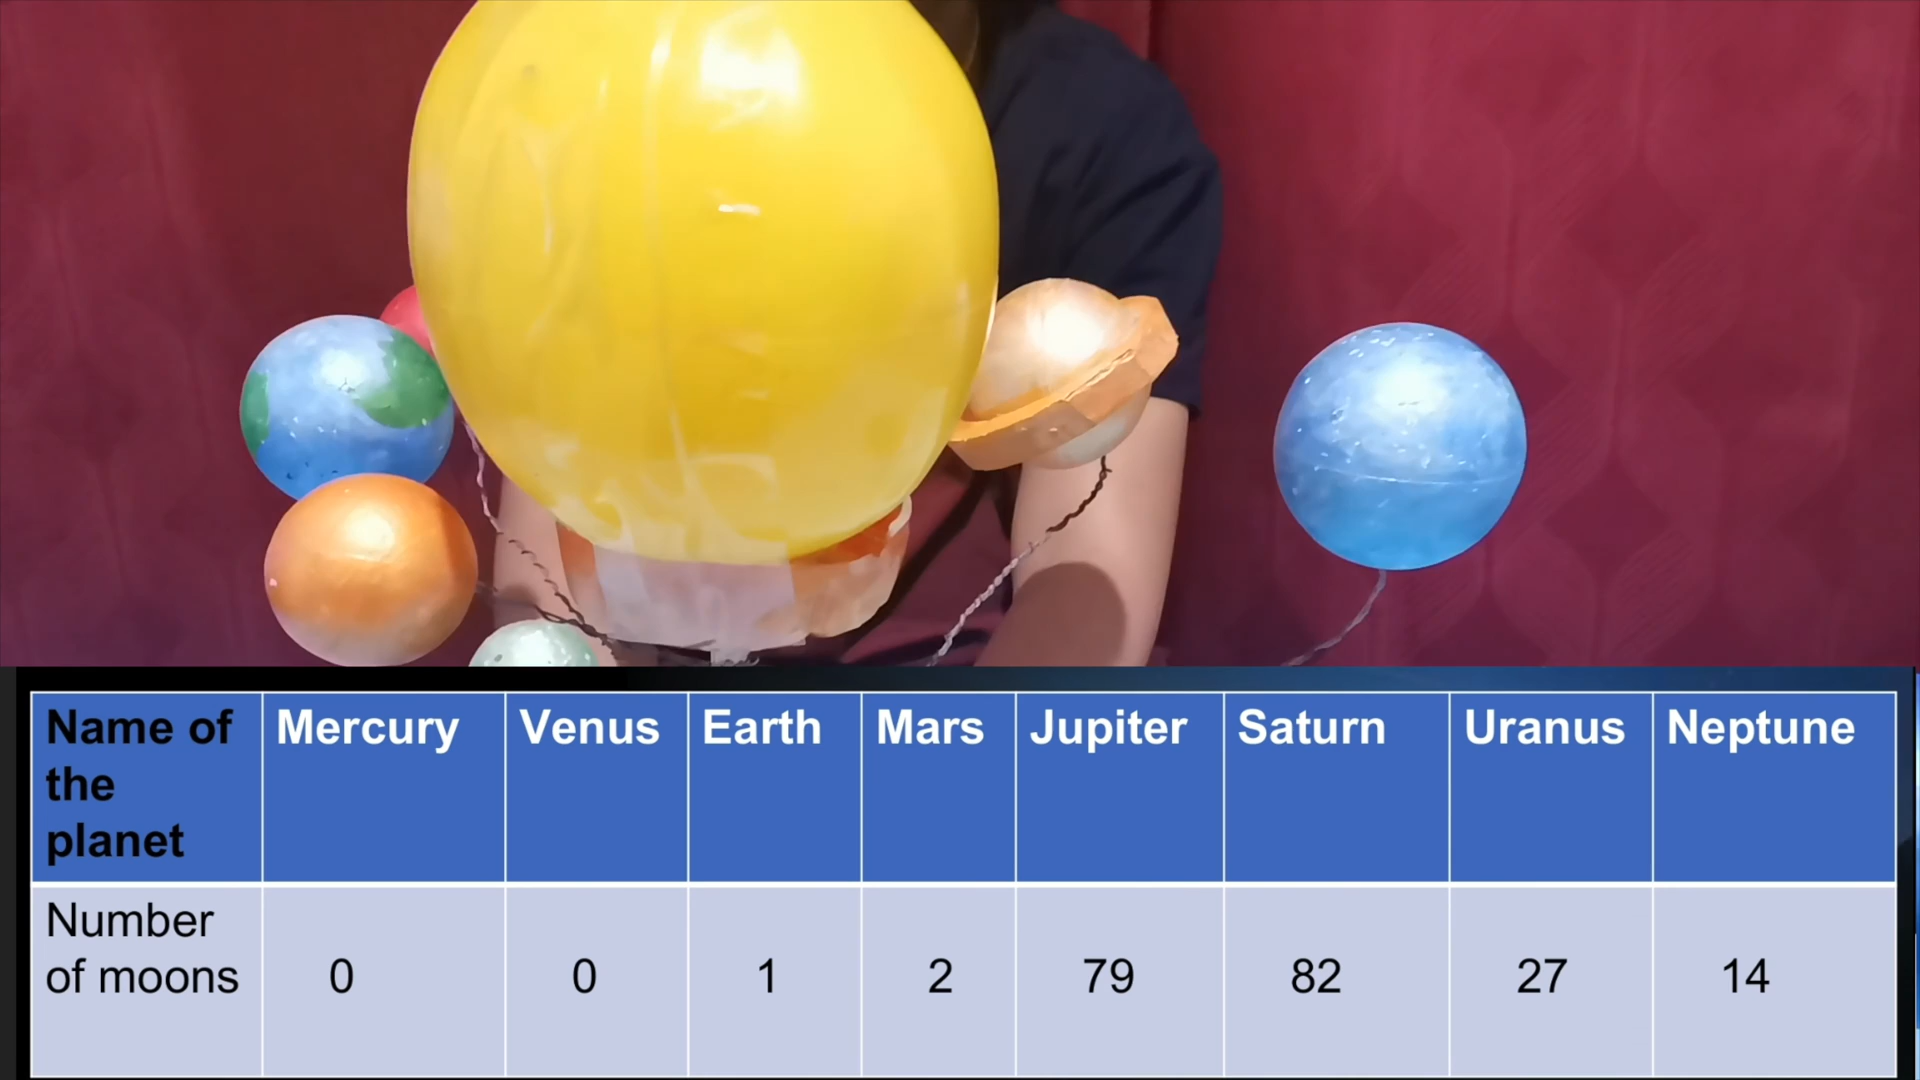 Name of the planet Mercury Venus Earth Mars Jupiter Saturn Uranus Neptune
Number of moons 0 0 1 2 79 82 27 14